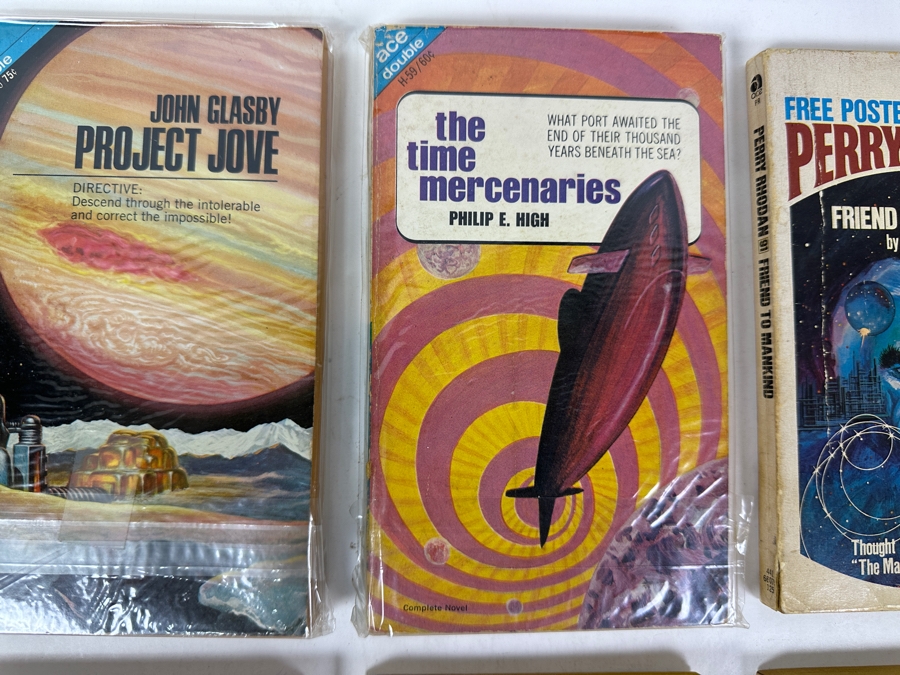 75¢
JOHN GLASBY
PROJECT JOVE
DIRECTIVE:
Descend through the intolerable
and correct the impossible!
ace
double
H-59/60c
the
time
mercenaries
PHILIP E. HIGH
WHAT PORT AWAITED THE
END OF THEIR THOUSAND
YEARS BENEATH THE SEA?
Complete Novel
PERRY RHODAN 91 FRIEND TO MANKIND
FREE POSTE
PERRY
FRIEND
by
Thought
"The Ma